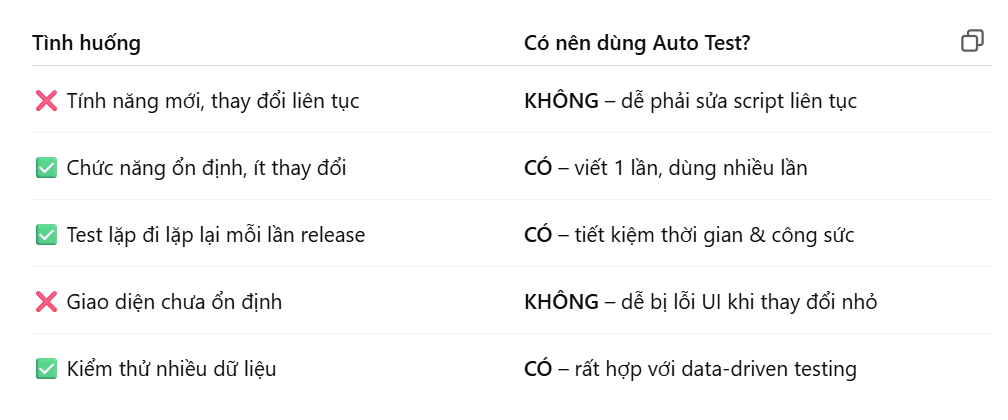 Tình huống Có nên dùng Auto Test?
❌ Tính năng mới, thay đổi liên tục KHÔNG – dễ phải sửa script liên tục
✅ Chức năng ổn định, ít thay đổi CÓ – viết 1 lần, dùng nhiều lần
✅ Test lặp đi lặp lại mỗi lần release CÓ – tiết kiệm thời gian & công sức
❌ Giao diện chưa ổn định KHÔNG – dễ bị lỗi UI khi thay đổi nhỏ
✅ Kiểm thử nhiều dữ liệu CÓ – rất hợp với data-driven testing